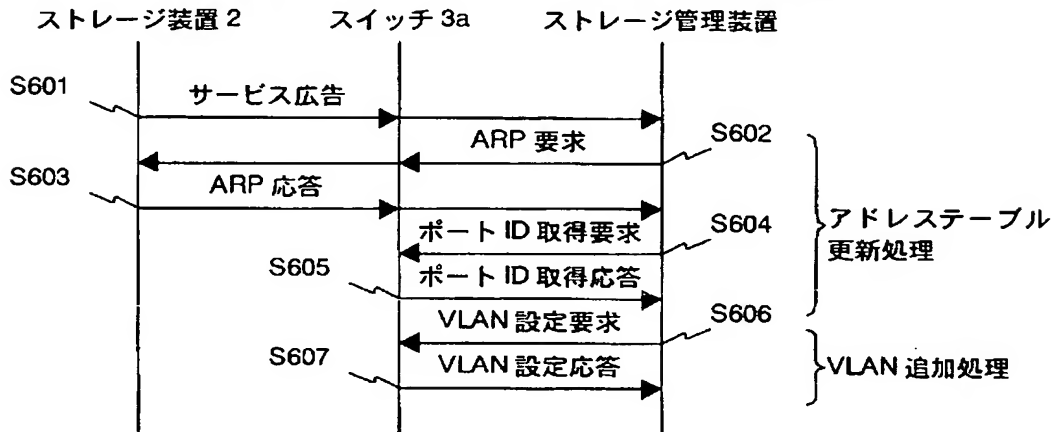 ストレージ装置2 スイッチ3a ストレージ管理装置
S601
サービス広告
ARP 要求
S602
S603
ARP 応答
ポート ID 取得要求
S604
アドレステーブル
更新処理
S605
ポート ID 取得応答
VLAN 設定要求
S606
S607
VLAN 設定応答
VLAN 追加処理